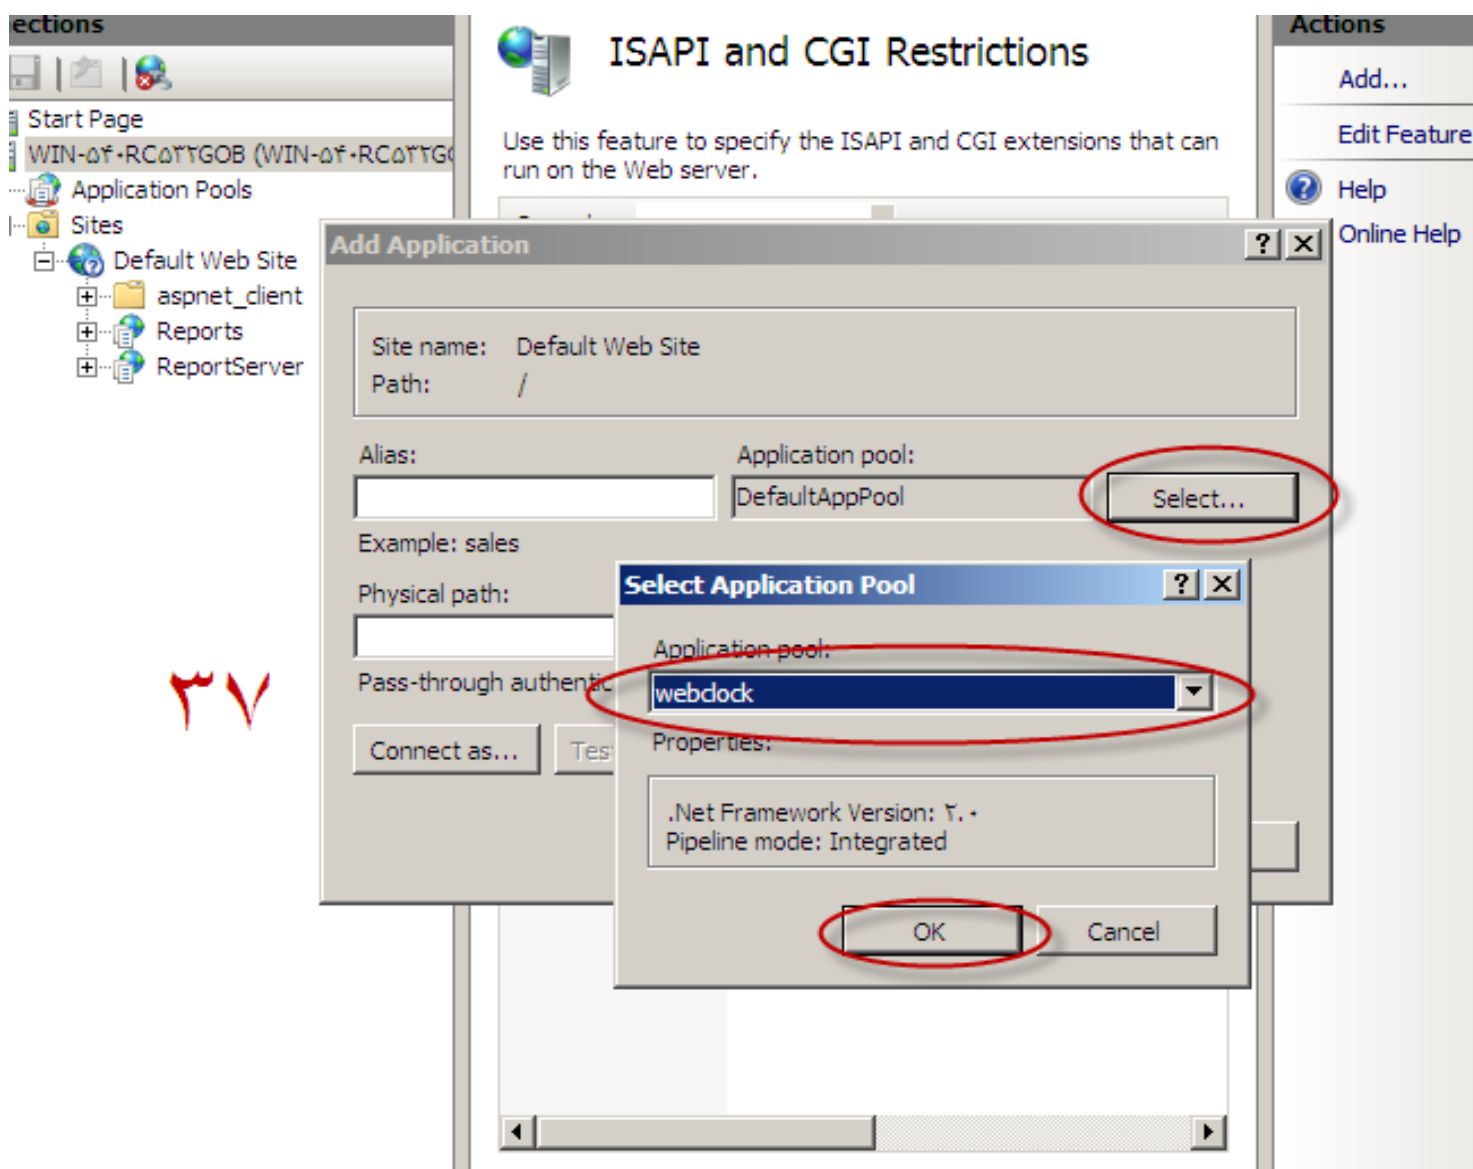 ections
Start Page
WIN-۵۴۰RC۵۲۲GOB (WIN-۵۴۰RC۵۲۲G
Application Pools
Sites
Default Web Site
aspnet_client
Reports
ReportServer
ISAPI and CGI Restrictions
Use this feature to specify the ISAPI and CGI extensions that can
run on the Web server.
Add Application
Site name: Default Web Site
Path: /
Alias:
Application pool:
DefaultAppPool
Select...
Example: sales
Physical path:
Pass-through authentic
Connect as...
Tes
Select Application Pool
Application pool:
webclock
Properties:
.Net Framework Version: ۲.۰
Pipeline mode: Integrated
OK
Cancel
۳۷
Actions
Add...
Edit Feature
Help
Online Help